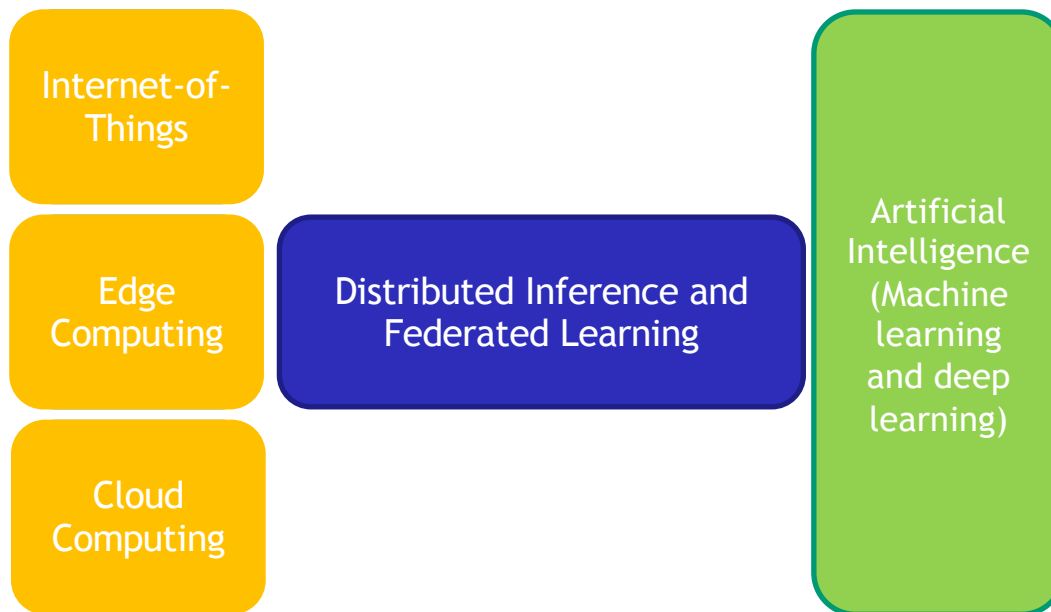 Internet-of-
Things
Edge
Computing
Cloud
Computing
Distributed Inference and
Federated Learning
Artificial
Intelligence
(Machine
learning
and deep
learning)